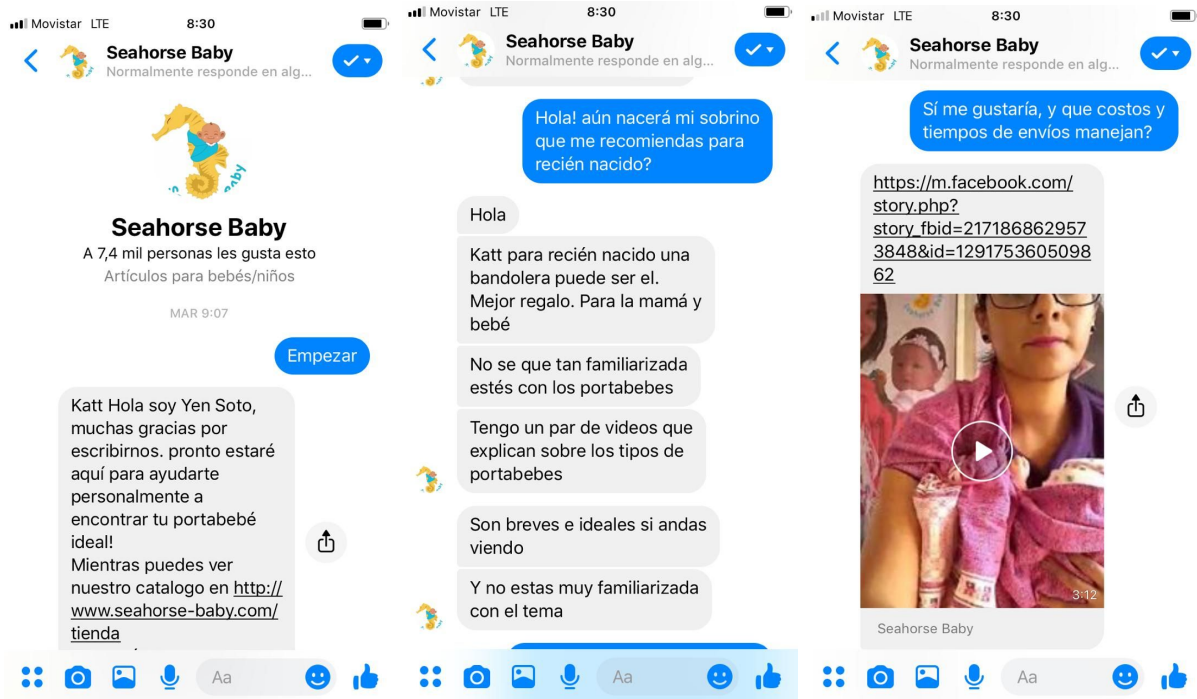 Movistar LTE 8:30
Seahorse Baby
Normalmente responde en alg...
Baby
Seahorse Baby
A 7,4 mil personas les gusta esto
Artículos para bebés/niños
MAR 9:07
Empezar
Katt Hola soy Yen Soto,
muchas gracias por
escribirnos. pronto estaré
aquí para ayudarte
personalmente a
encontrar tu portabebé
ideal!
Mientras puedes ver
nuestro catalogo en http://
www.seahorse-baby.com/
tienda
Aa
Movistar LTE 8:30
Seahorse Baby
Normalmente responde en alg...
Hola! aún nacerá mi sobrino
que me recomiendas para
recién nacido?
Hola
Katt para recién nacido una
bandolera puede ser el.
Mejor regalo. Para la mamá y
bebé
No se que tan familiarizada
estés con los portabebes
Tengo un par de videos que
explican sobre los tipos de
portabebes
Son breves e ideales si andas
viendo
Y no estas muy familiarizada
con el tema
Aa
Movistar LTE 8:30
Seahorse Baby
Normalmente responde en alg...
Sí me gustaría, y que costos y
tiempos de envíos manejan?
https://m.facebook.com/
story.php?
story_fbid=217186862957
3848&id=1291753605098
62
3:12
Seahorse Baby
Aa